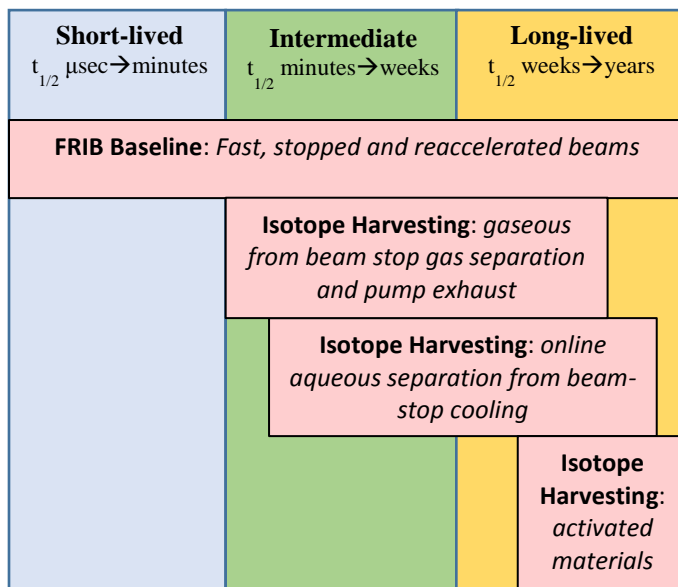 Short-lived
t1/2 μsec→minutes
Intermediate
t1/2 minutes→weeks
Long-lived
t1/2 weeks→years
FRIB Baseline: Fast, stopped and reaccelerated beams
Isotope Harvesting: gaseous
from beam stop gas separation
and pump exhaust
Isotope Harvesting: online
aqueous separation from beam-
stop cooling
Isotope
Harvesting:
activated
materials